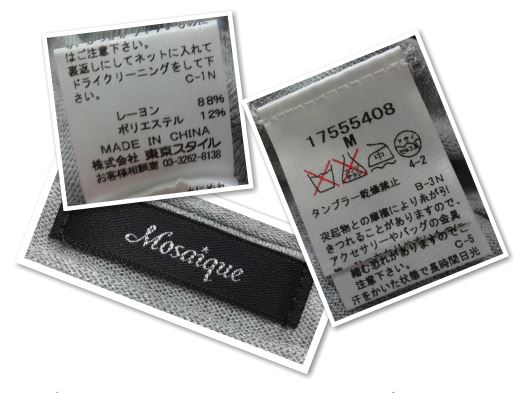 はご注意下さい。
裏返しにしてネットに入れて
ドライクリーニングをして下
さい。 C-1N
レーヨン 88%
ポリエステル 12%
MADE IN CHINA
株式会社 東京スタイル
お客様相談室 03-3262-8138
17555408
M
中
4-2
タンブラー乾燥禁止 B-3N
突起物との摩擦により糸が引
きつれることがありますので、
アクセサリーやバッグの金具
C-5
注意下さい。
汗をかいた状態で長時間日光
Mosaique